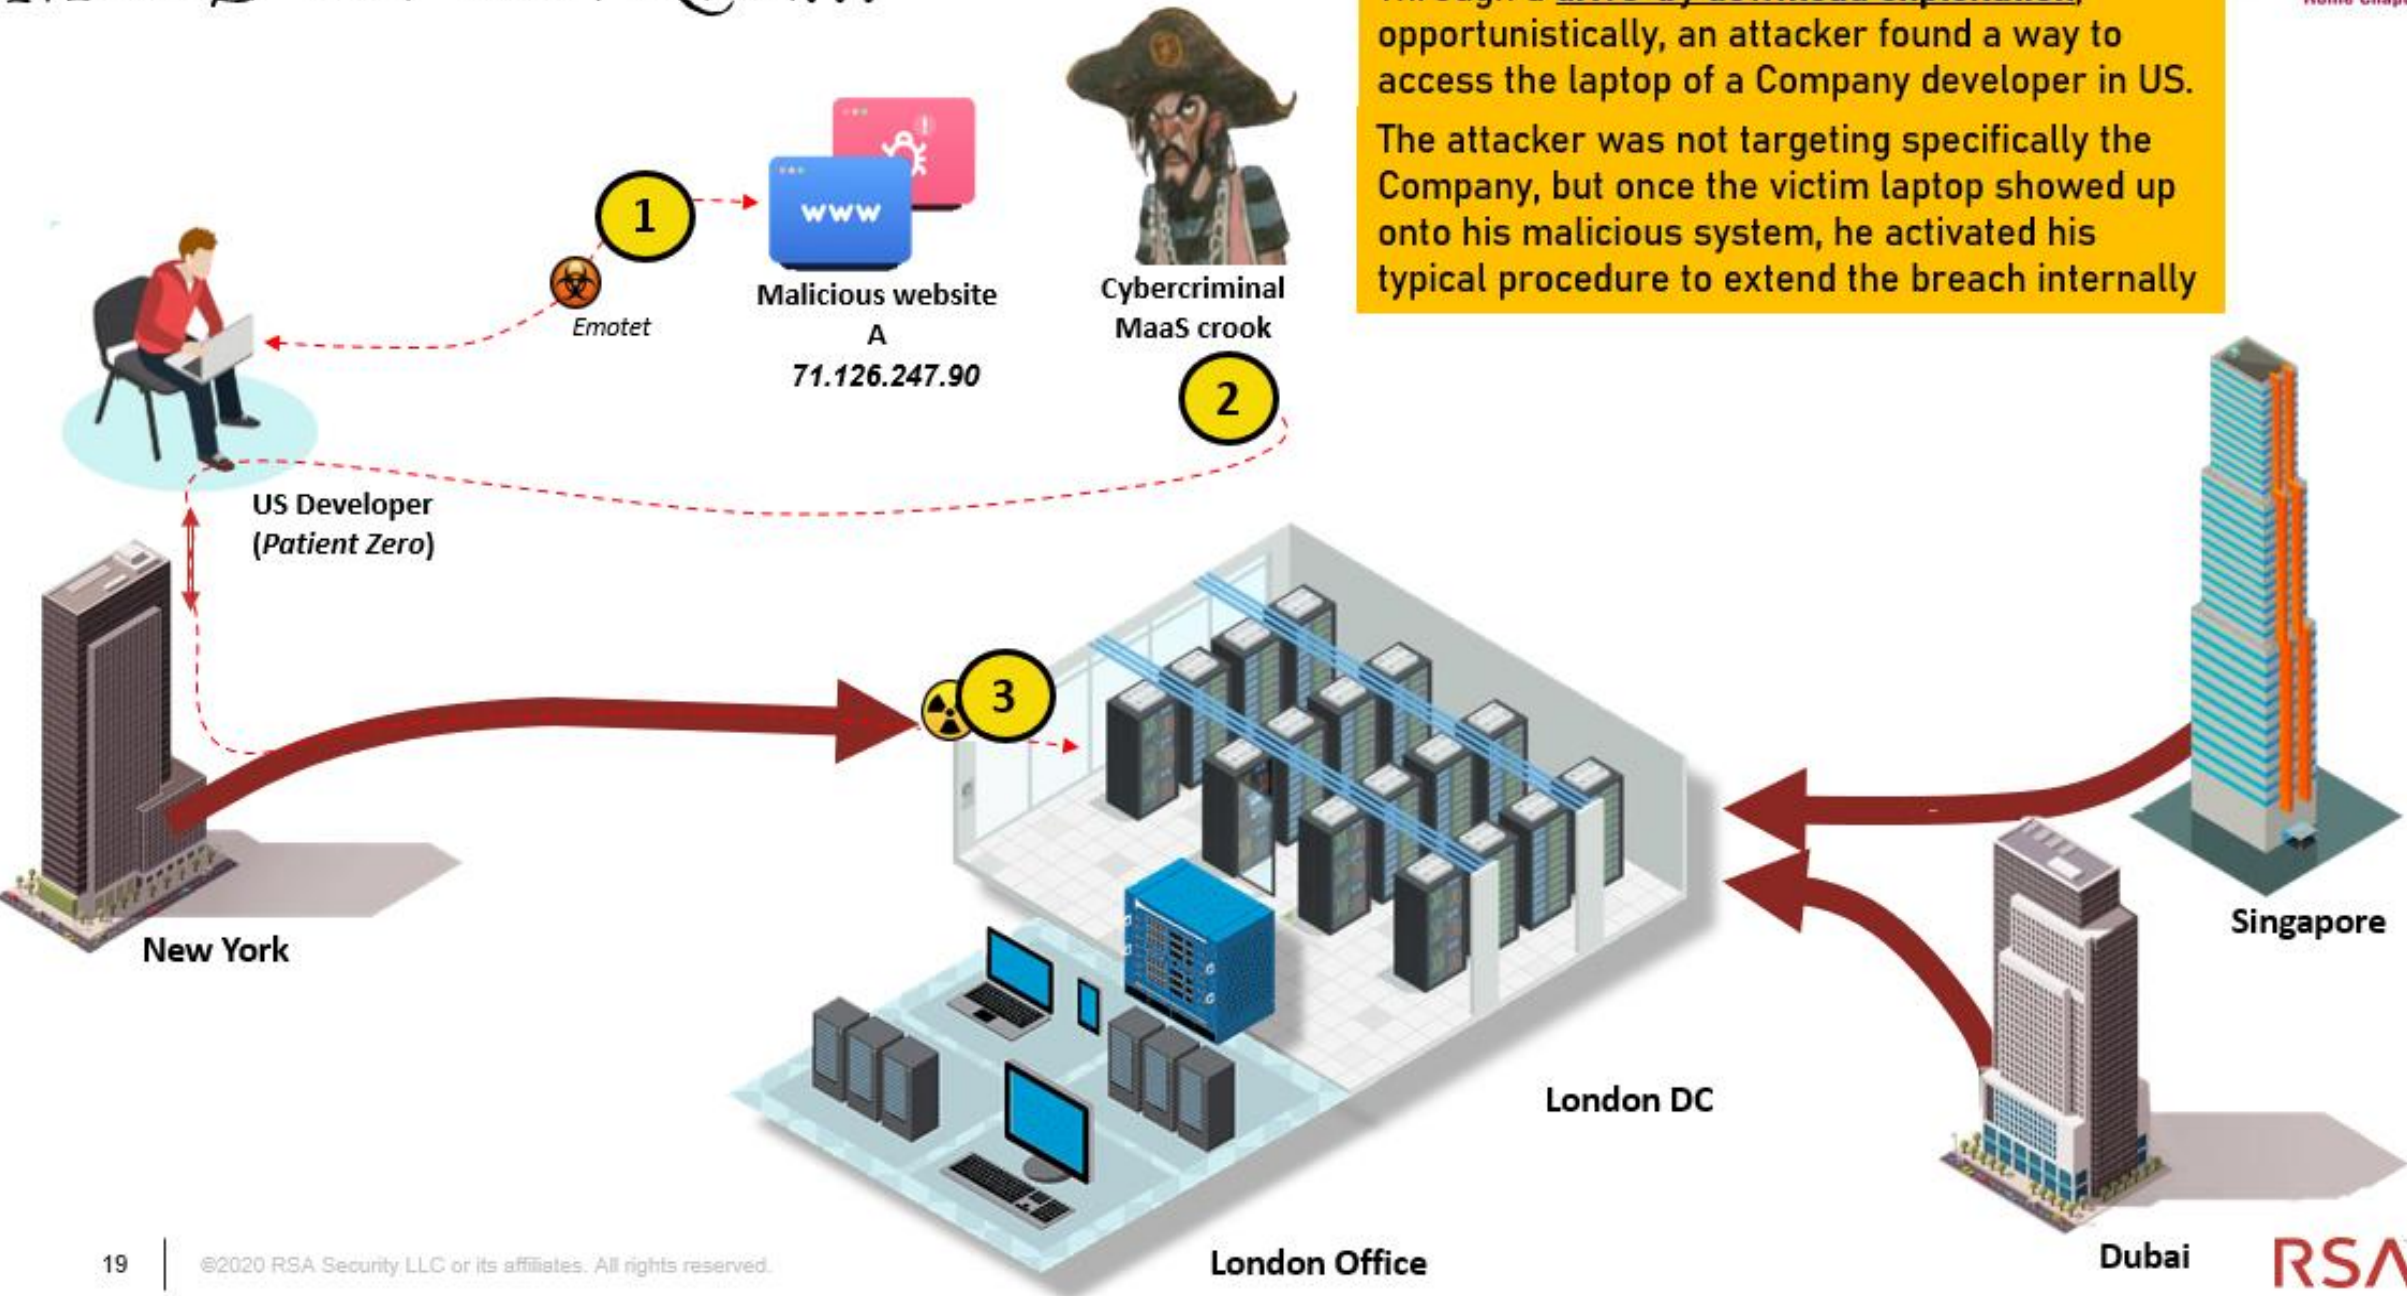 opportunistically, an attacker found a way to
access the laptop of a Company developer in US.
The attacker was not targeting specifically the
Company, but once the victim laptop showed up
onto his malicious system, he activated his
typical procedure to extend the breach internally
1
www
Emotet
Malicious website
A
71.126.247.90
Cybercriminal
MaaS crook
2
US Developer
(Patient Zero)
3
New York
Singapore
London DC
London Office
Dubai
19
©2020 RSA Security LLC or its affiliates. All rights reserved.
RSA